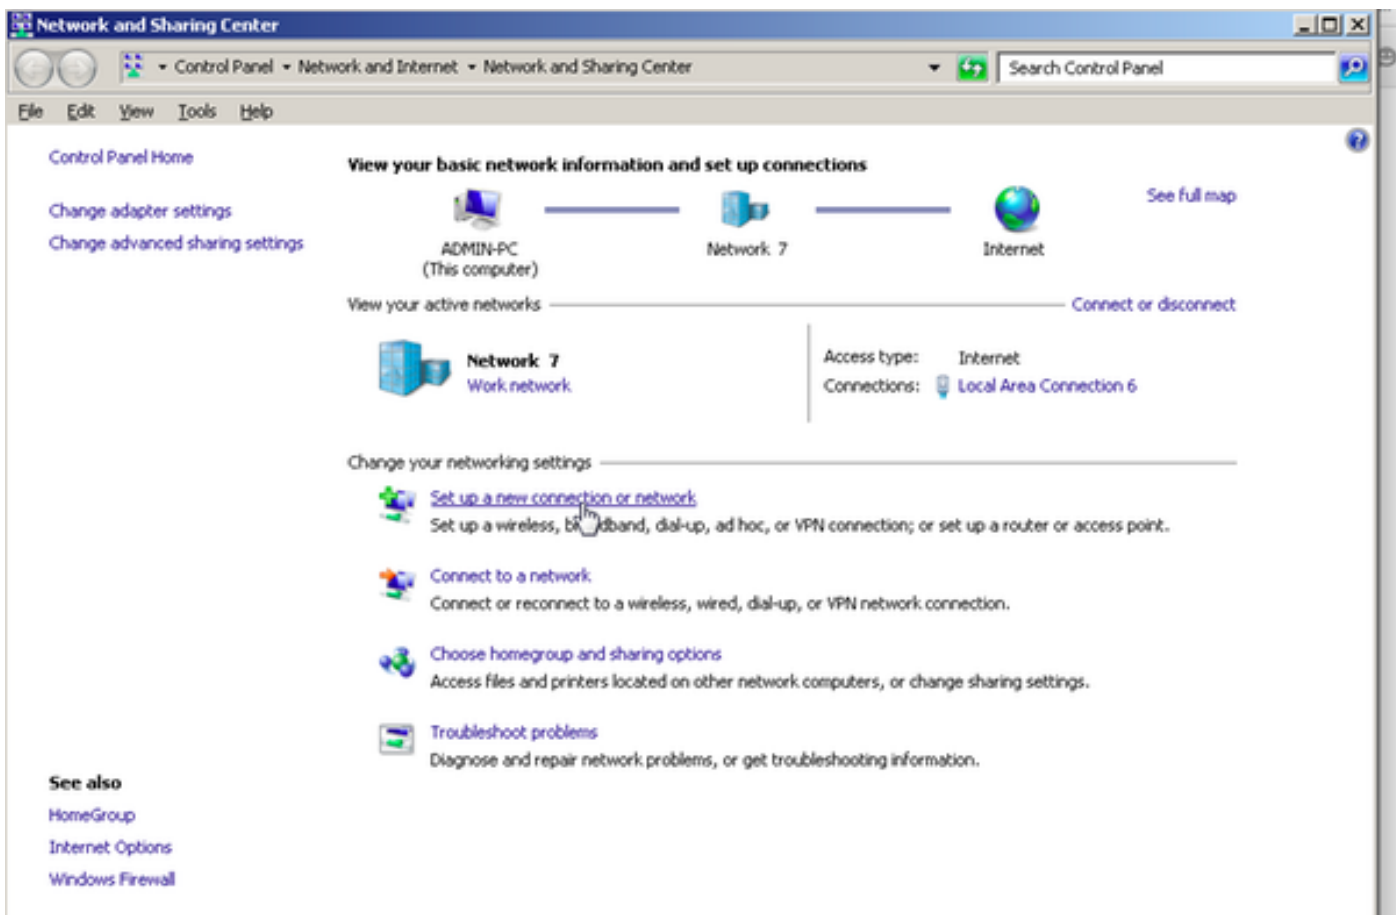 Network and Sharing Center
Control Panel Network and Internet Network and Sharing Center
Search Control Panel
File Edit View Tools Help
Control Panel Home
Change adapter settings
Change advanced sharing settings
View your basic network information and set up connections
See full map
ADMIN-PC
(This computer)
Network 7
Internet
View your active networks
Connect or disconnect
Network 7
Work network
Access type: Internet
Connections: Local Area Connection 6
Change your networking settings
Set up a new connection or network
Set up a wireless, dial-up, ad hoc, or VPN connection; or set up a router or access point.
Connect to a network
Connect or reconnect to a wireless, wired, dial-up, or VPN network connection.
Choose homegroup and sharing options
Access files and printers located on other network computers, or change sharing settings.
Troubleshoot problems
Diagnose and repair network problems, or get troubleshooting information.
See also
HomeGroup
Internet Options
Windows Firewall